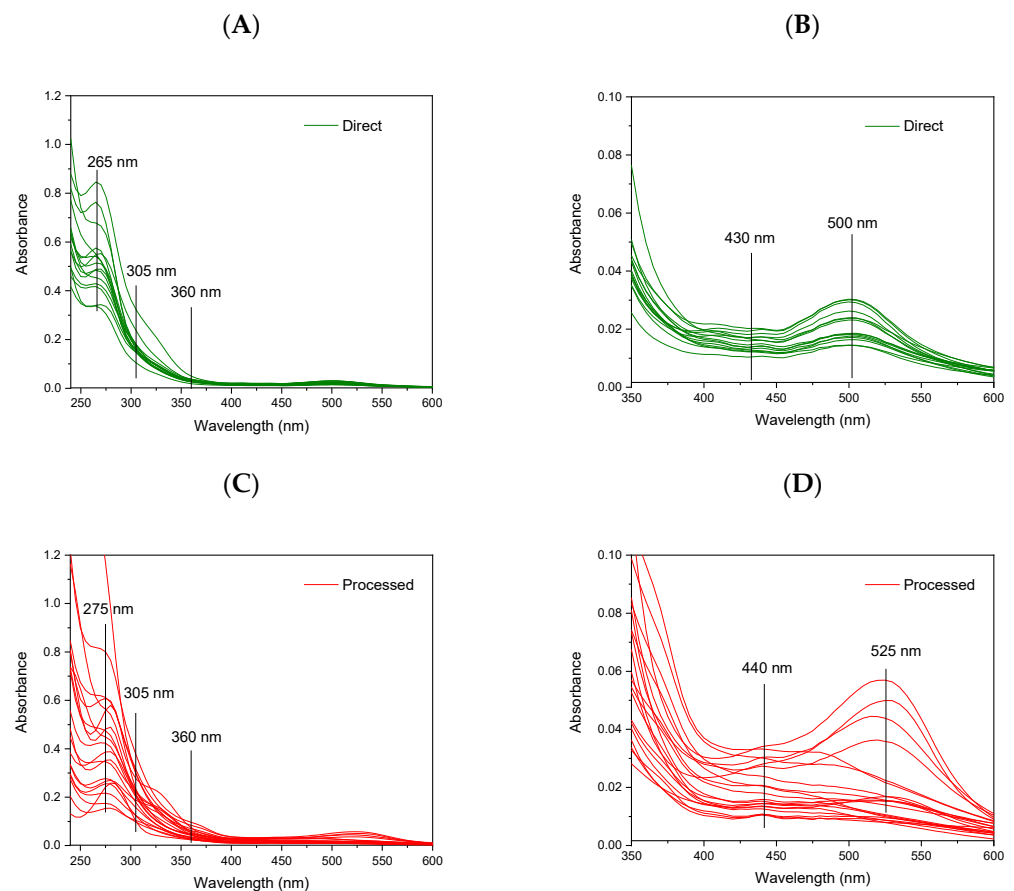 (A)
Absorbance
1.2
1.0
0.8
0.6
0.4
0.2
0.0
Direct
265 nm
305 nm
360 nm
250 300 350 400 450 500 550 600
Wavelength (nm)
(B)
Absorbance
0.10
0.08
0.06
0.04
0.02
0.00
Direct
430 nm
500 nm
350 400 450 500 550 600
Wavelength (nm)
(C)
Absorbance
1.2
1.0
0.8
0.6
0.4
0.2
0.0
Processed
275 nm
305 nm
360 nm
250 300 350 400 450 500 550 600
Wavelength (nm)
(D)
Absorbance
0.10
0.08
0.06
0.04
0.02
0.00
Processed
440 nm
525 nm
350 400 450 500 550 600
Wavelength (nm)